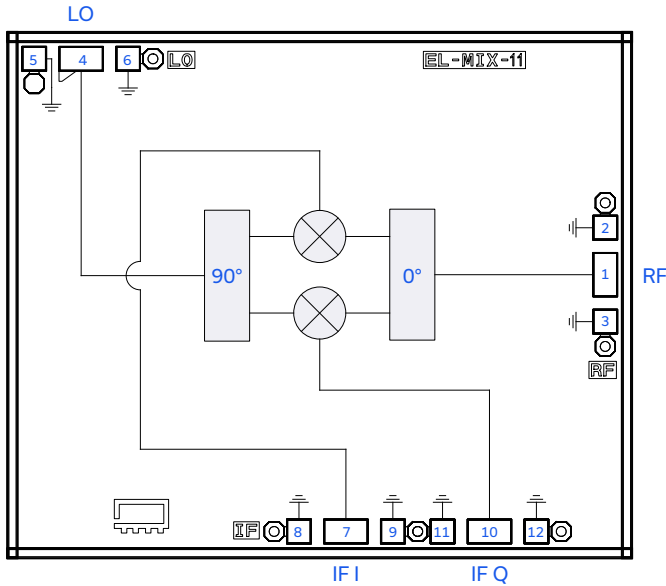 LO
5 4 6 LO EL-MIX-11
2
90° 0° 1 RF
3
RF
IF 8 7 9 11 10 12
IF I IF Q